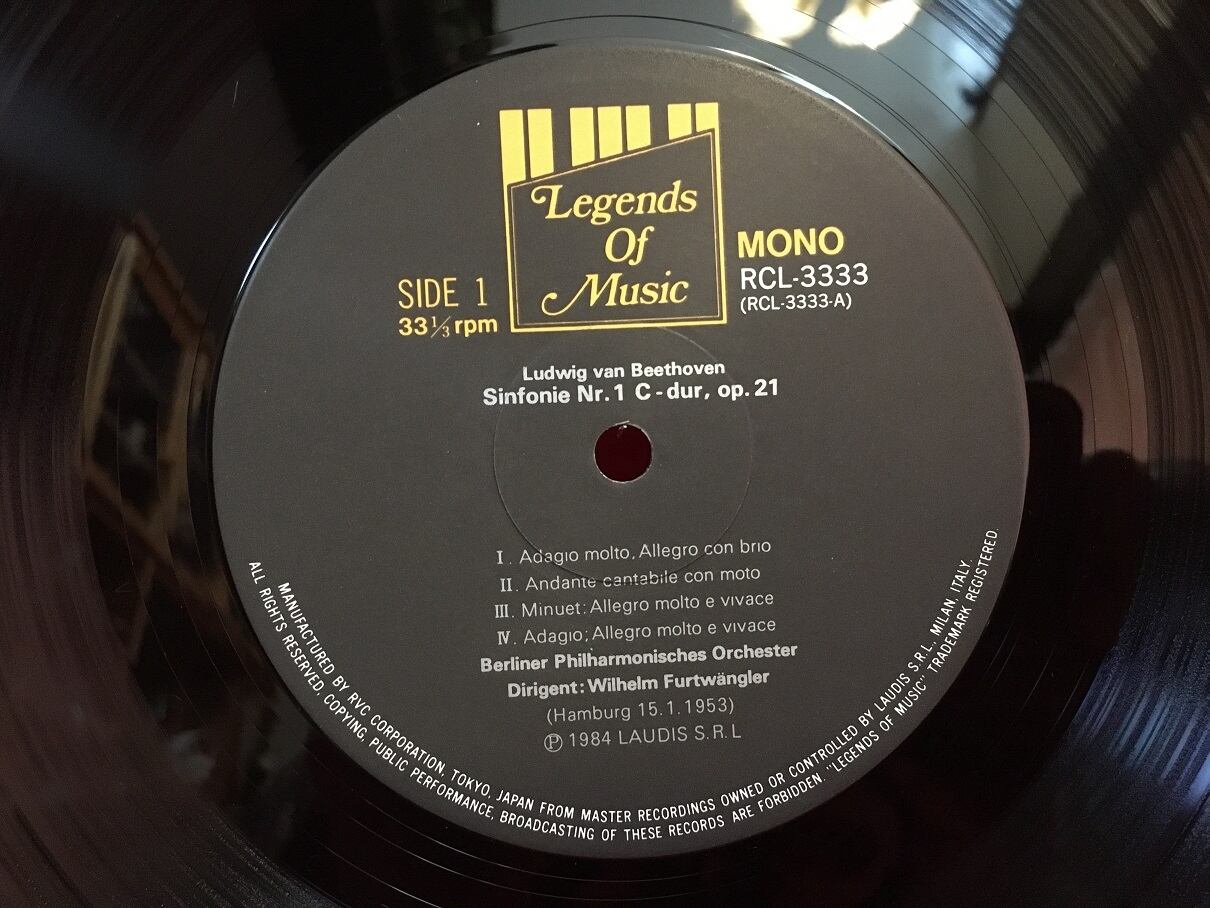 Legends
Of
Music
SIDE 1
33 1/3 rpm
MONO
RCL-3333
(RCL-3333-A)
Ludwig van Beethoven
Sinfonie Nr. 1 C-dur, op. 21
I. Adagio molto, Allegro con brio
II. Andante cantabile con moto
III. Minuet: Allegro molto e vivace
IV. Adagio; Allegro molto e vivace
Berliner Philharmonisches Orchester
Dirigent: Wilhelm Furtwängler
(Hamburg 15.1.1953)
Ⓟ 1984 LAUDIS S.R.L
MANUFACTURED BY RVC CORPORATION, TOKYO, JAPAN FROM MASTER RECORDINGS OWNED OR CONTROLLED BY LAUDIS S.R.L., MILAN, ITALY.
ALL RIGHTS RESERVED, COPYING, PUBLIC PERFORMANCE, BROADCASTING OF THESE RECORDS ARE FORBIDDEN. "LEGENDS OF MUSIC" TRADEMARK REGISTERED.